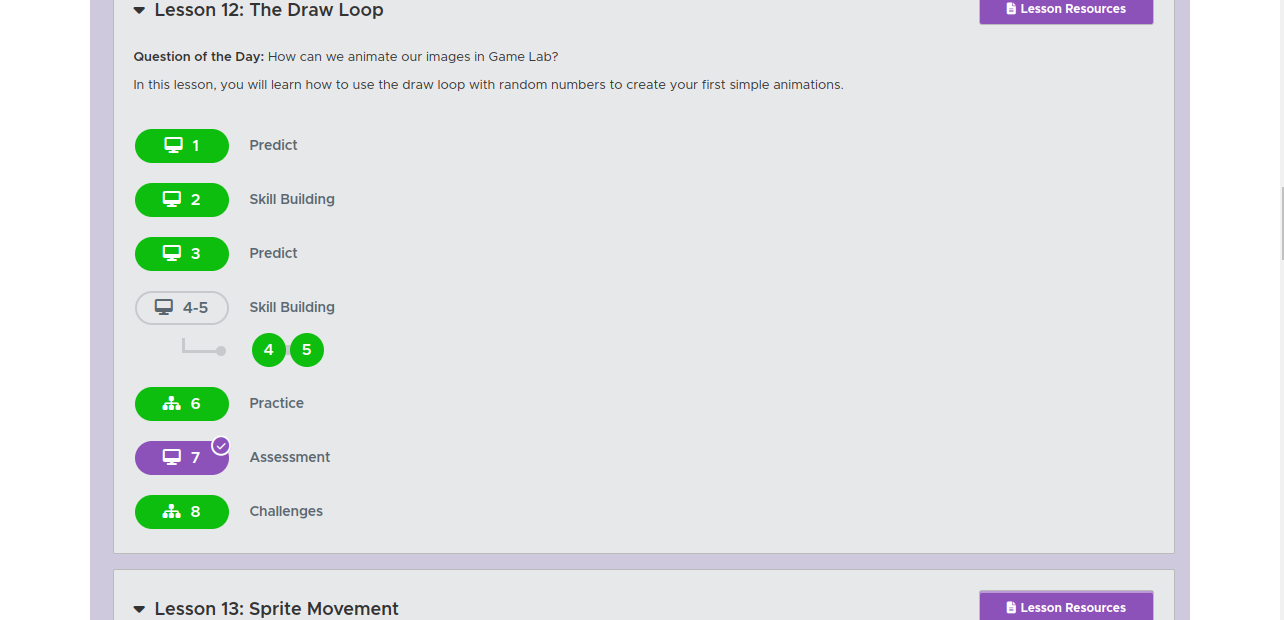 Lesson 12: The Draw Loop
Lesson Resources
Question of the Day: How can we animate our images in Game Lab?
In this lesson, you will learn how to use the draw loop with random numbers to create your first simple animations.
1 Predict
2 Skill Building
3 Predict
4-5 Skill Building
4 5
6 Practice
7 Assessment
8 Challenges
Lesson 13: Sprite Movement
Lesson Resources